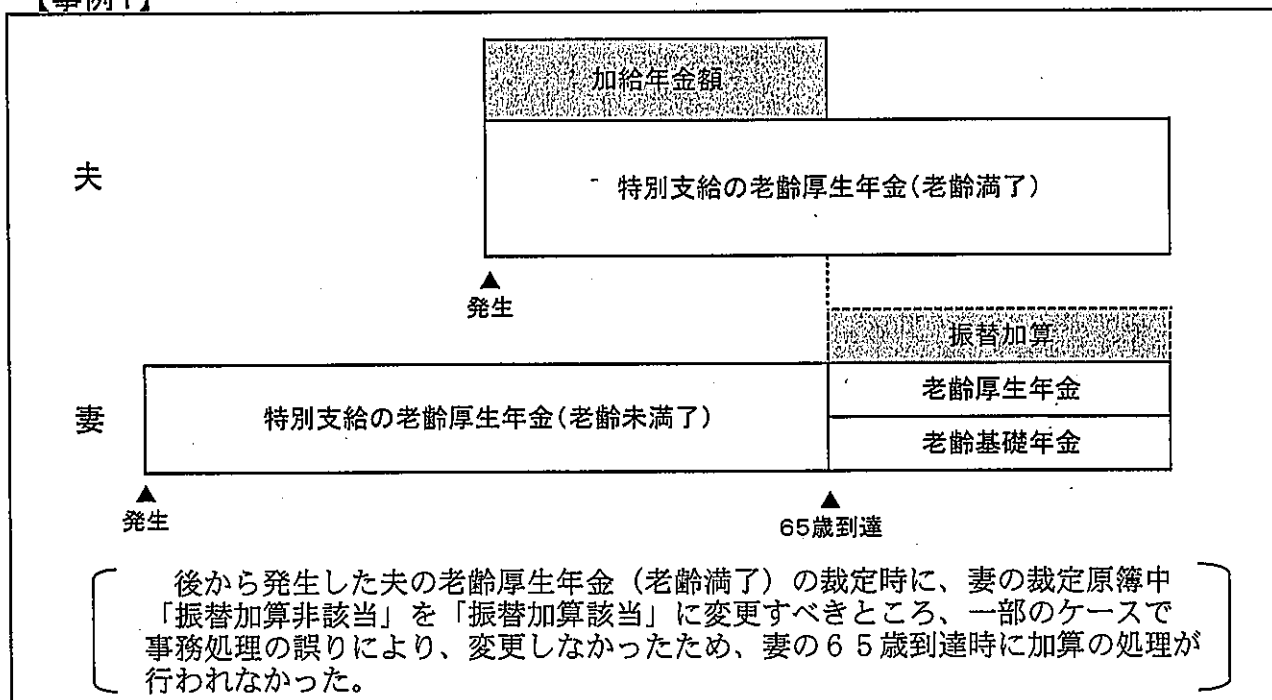 【事例1】
加給年金額
夫
特別支給の老齢厚生年金(老齢満了)
▲
発生
振替加算
妻
特別支給の老齢厚生年金(老齢未満了)
老齢厚生年金
老齢基礎年金
▲
発生
▲
65歳到達
後から発生した夫の老齢厚生年金（老齢満了）の裁定時に、妻の裁定原簿中
「振替加算非該当」を「振替加算該当」に変更すべきところ、一部のケースで
事務処理の誤りにより、変更しなかったため、妻の65歳到達時に加算の処理が
行われなかった。